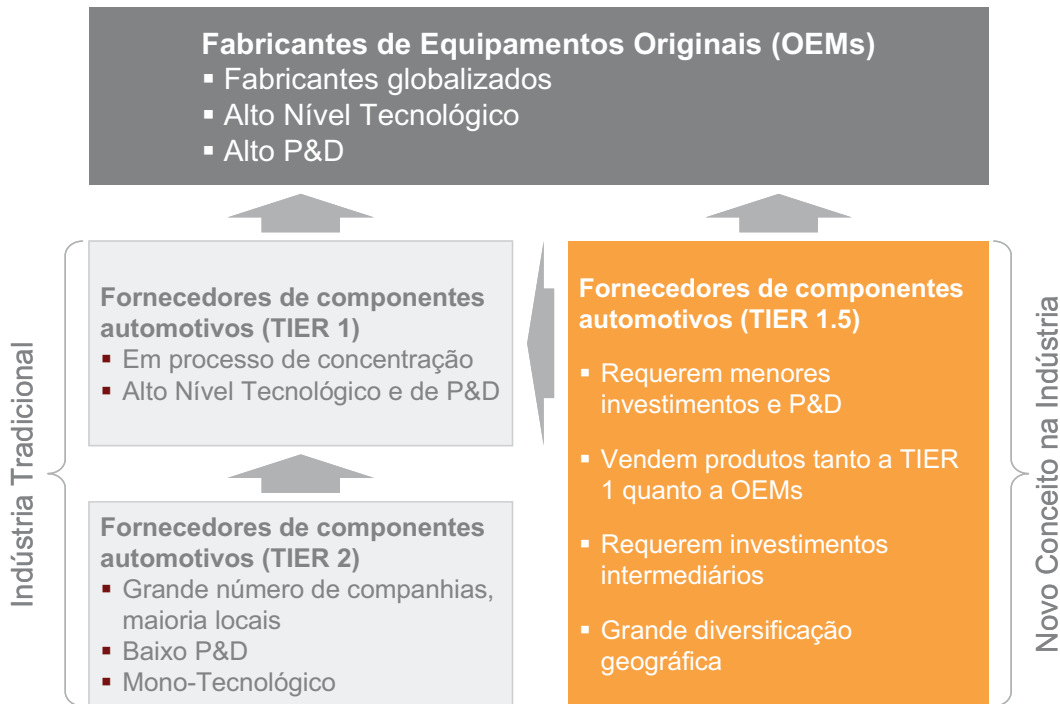 Fabricantes de Equipamentos Originais (OEMs)
▪ Fabricantes globalizados
▪ Alto Nível Tecnológico
▪ Alto P&D
Indústria Tradicional
Fornecedores de componentes
automotivos (TIER 1)
▪ Em processo de concentração
▪ Alto Nível Tecnológico e de P&D
Fornecedores de componentes
automotivos (TIER 2)
▪ Grande número de companhias,
maioria locais
▪ Baixo P&D
▪ Mono-Tecnológico
Fornecedores de componentes
automotivos (TIER 1.5)
▪ Requerem menores
investimentos e P&D
▪ Vendem produtos tanto a TIER
1 quanto a OEMs
▪ Requerem investimentos
intermediários
▪ Grande diversificação
geográfica
Novo Conceito na Indústria